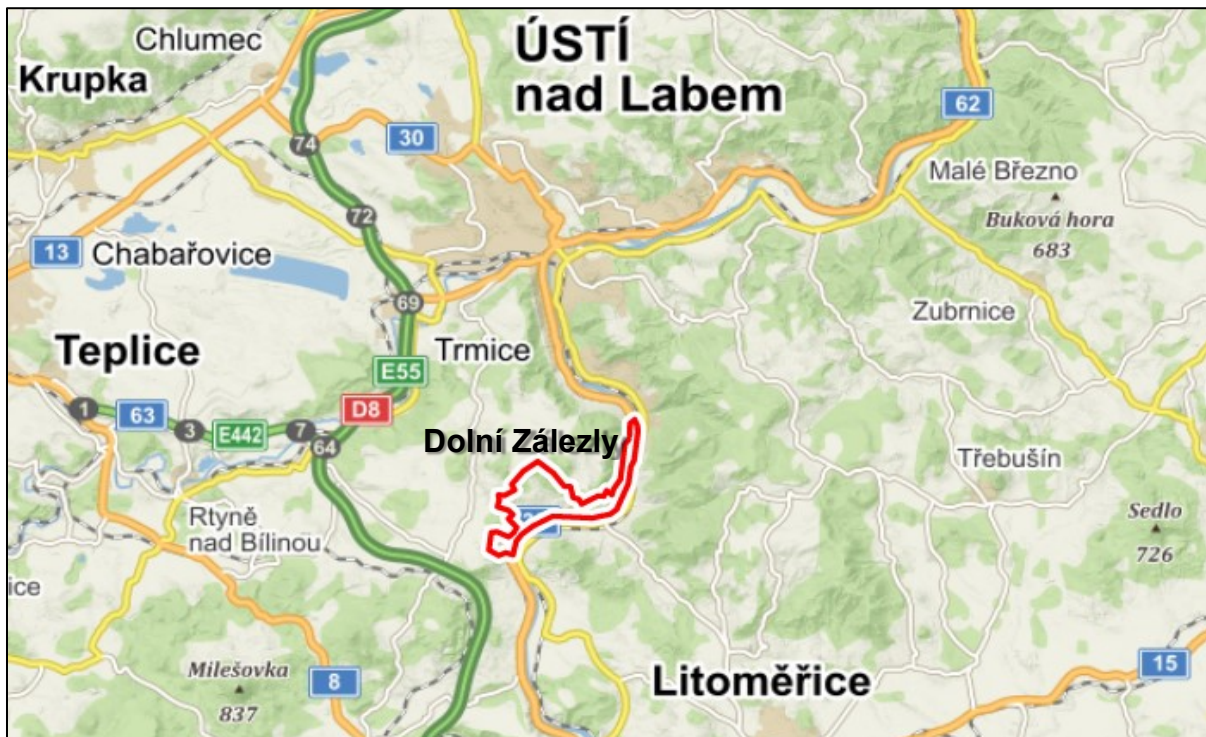 Chlumec
Krupka
ÚSTÍ
nad Labem
62
74
30
Malé Březno
Buková hora
683
72
13
Chabařovice
69
Zubrnice
Teplice
Trmice
E55
D8
1
63
3
E442
7
64
Dolní Zálezly
Třebušín
Rtyně
nad Bílinou
Sedlo
726
ice
Milešovka
837
8
Litoměřice
15